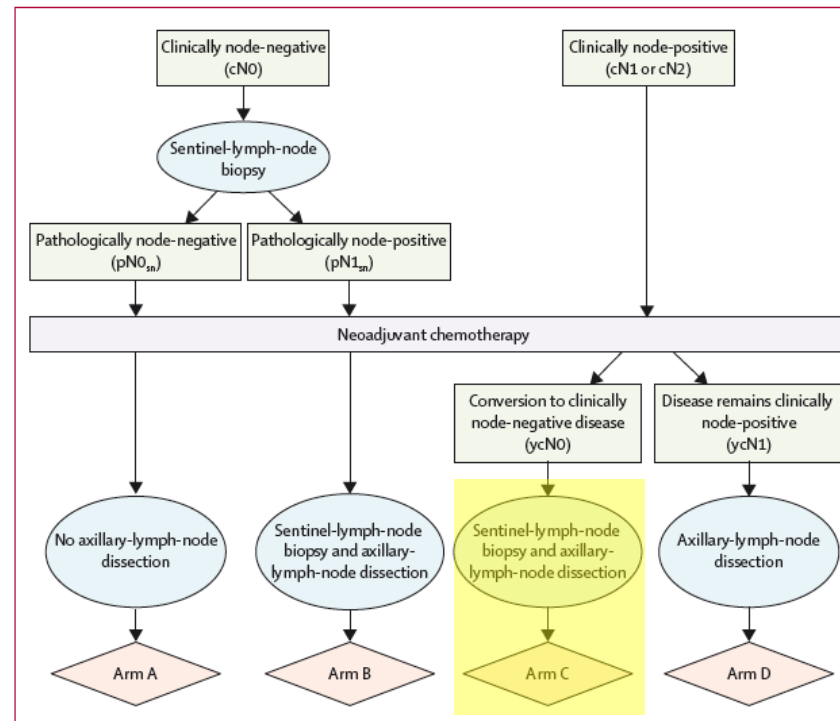 Clinically node-negative
(cN0)
Clinically node-positive
(cN1 or cN2)
Sentinel-lymph-node
biopsy
Pathologically node-negative
(pN0sn)
Pathologically node-positive
(pN1sn)
Neoadjuvant chemotherapy
Conversion to clinically
node-negative disease
(ycN0)
Disease remains clinically
node-positive
(ycN1)
No axillary-lymph-node
dissection
Sentinel-lymph-node
biopsy and axillary-
lymph-node dissection
Sentinel-lymph-node
biopsy and axillary-
lymph-node dissection
Axillary-lymph-node
dissection
Arm A
Arm B
Arm C
Arm D